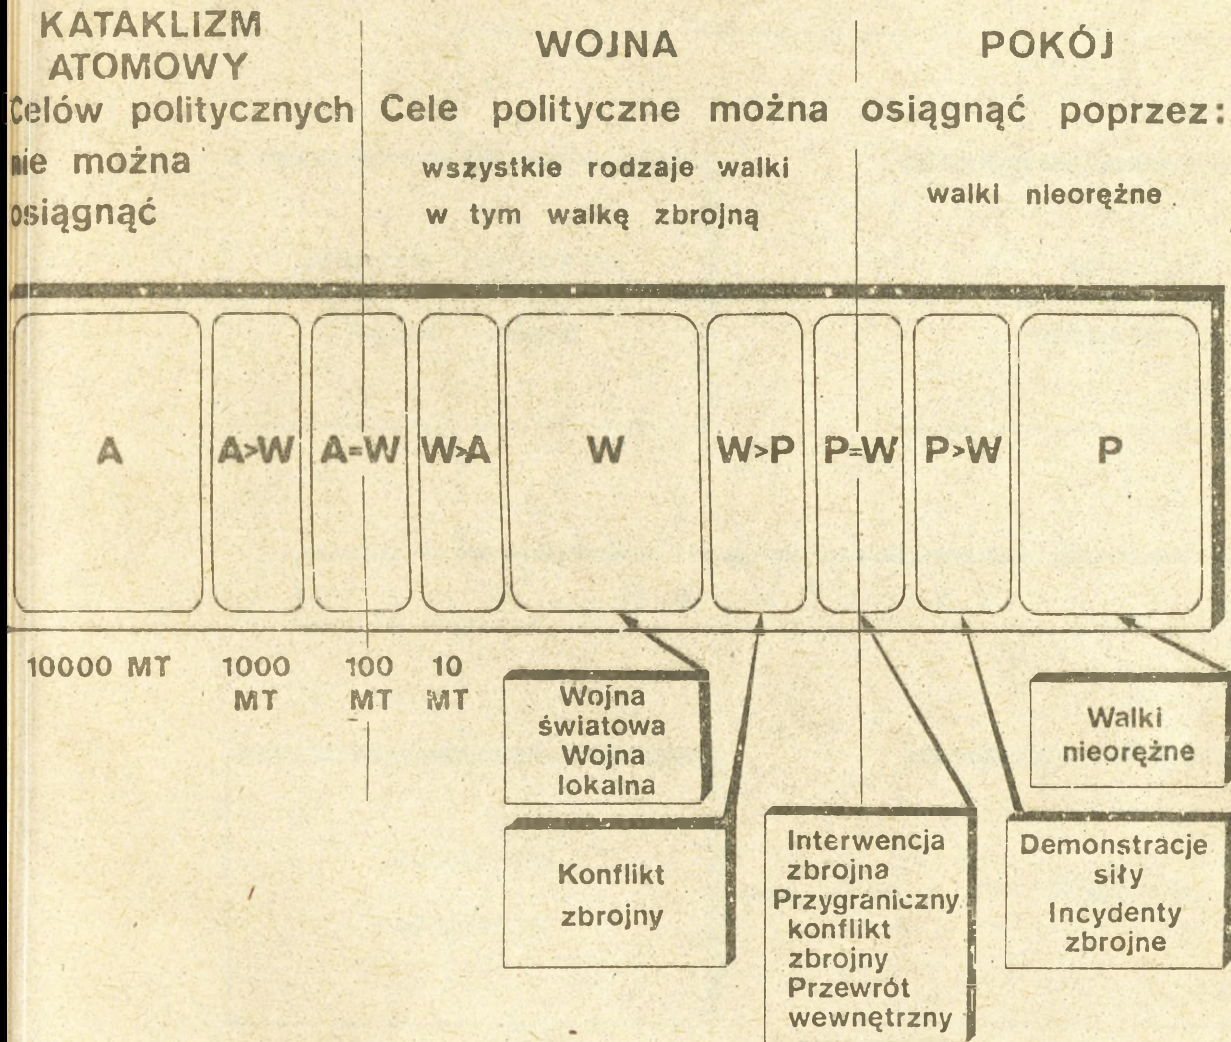 KATAKLIZM
ATOMOWY
Celów politycznych
nie można
osiągnąć
WOJNA
POKÓJ
Cele polityczne można osiągnąć poprzez:
wszystkie rodzaje walki
w tym walkę zbrojną
walki nieorężne
A
A>W
A=W
W>A
W
W>P
P=W
P>W
P
10000 MT
1000
MT
100
MT
10
MT
Wojna
światowa
Wojna
lokalna
Konflikt
zbrojny
Interwencja
zbrojna
Przygraniczny
konflikt
zbrojny
Przewrót
wewnętrzny
Demonstracje
siły
Incydenty
zbrojne
Walki
nieorężne